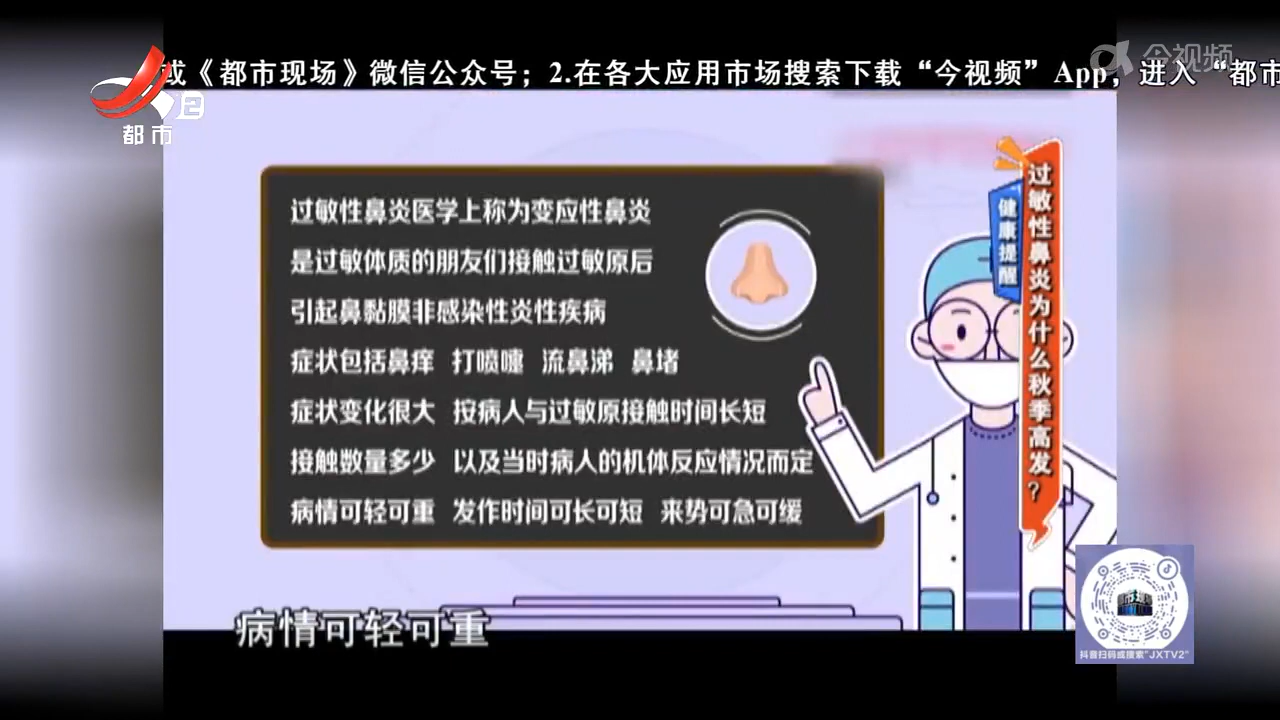 或《都市现场》微信公众号；2.在各大应用市场搜索下载“今视频”App，进入“都市
今视频
2
都市
过敏性鼻炎医学上称为变应性鼻炎
是过敏体质的朋友们接触过敏原后
引起鼻黏膜非感染性炎性疾病
症状包括鼻痒 打喷嚏 流鼻涕 鼻堵
症状变化很大 按病人与过敏原接触时间长短
接触数量多少 以及当时病人的机体反应情况而定
病情可轻可重 发作时间可长可短 来势可急可缓
过敏性鼻炎为什么秋季高发？
健康提醒
都市现场
抖音扫码或搜索“JXTV2”
病情可轻可重